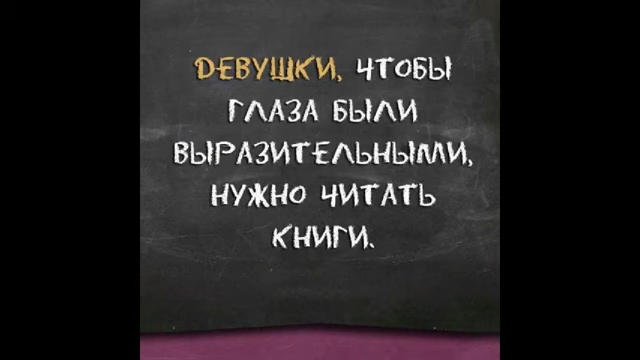 ДЕВУШКИ, ЧТОБЫ
ГЛАЗА БЫЛИ
ВЫРАЗИТЕЛЬНЫМИ,
НУЖНО ЧИТАТЬ
КНИГИ.